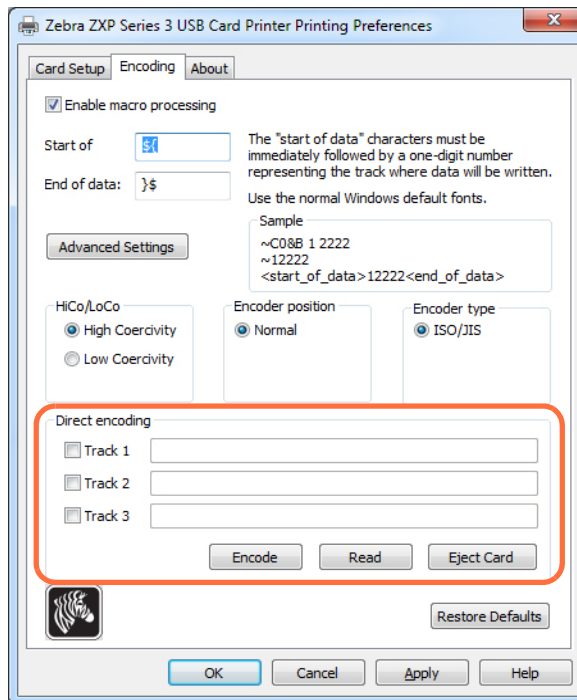 Zebra ZXP Series 3 USB Card Printer Printing Preferences
Card Setup Encoding About
Enable macro processing
Start of ${
End of data: }$
The "start of data" characters must be
immediately followed by a one-digit number
representing the track where data will be written.
Use the normal Windows default fonts.
Advanced Settings
Sample
~C0&B 1 2222
~12222
<start_of_data>12222<end_of_data>
HiCo/LoCo
High Coercivity
Low Coercivity
Encoder position
Normal
Encoder type
ISO/JIS
Direct encoding
Track 1
Track 2
Track 3
Encode Read Eject Card
Restore Defaults
OK Cancel Apply Help